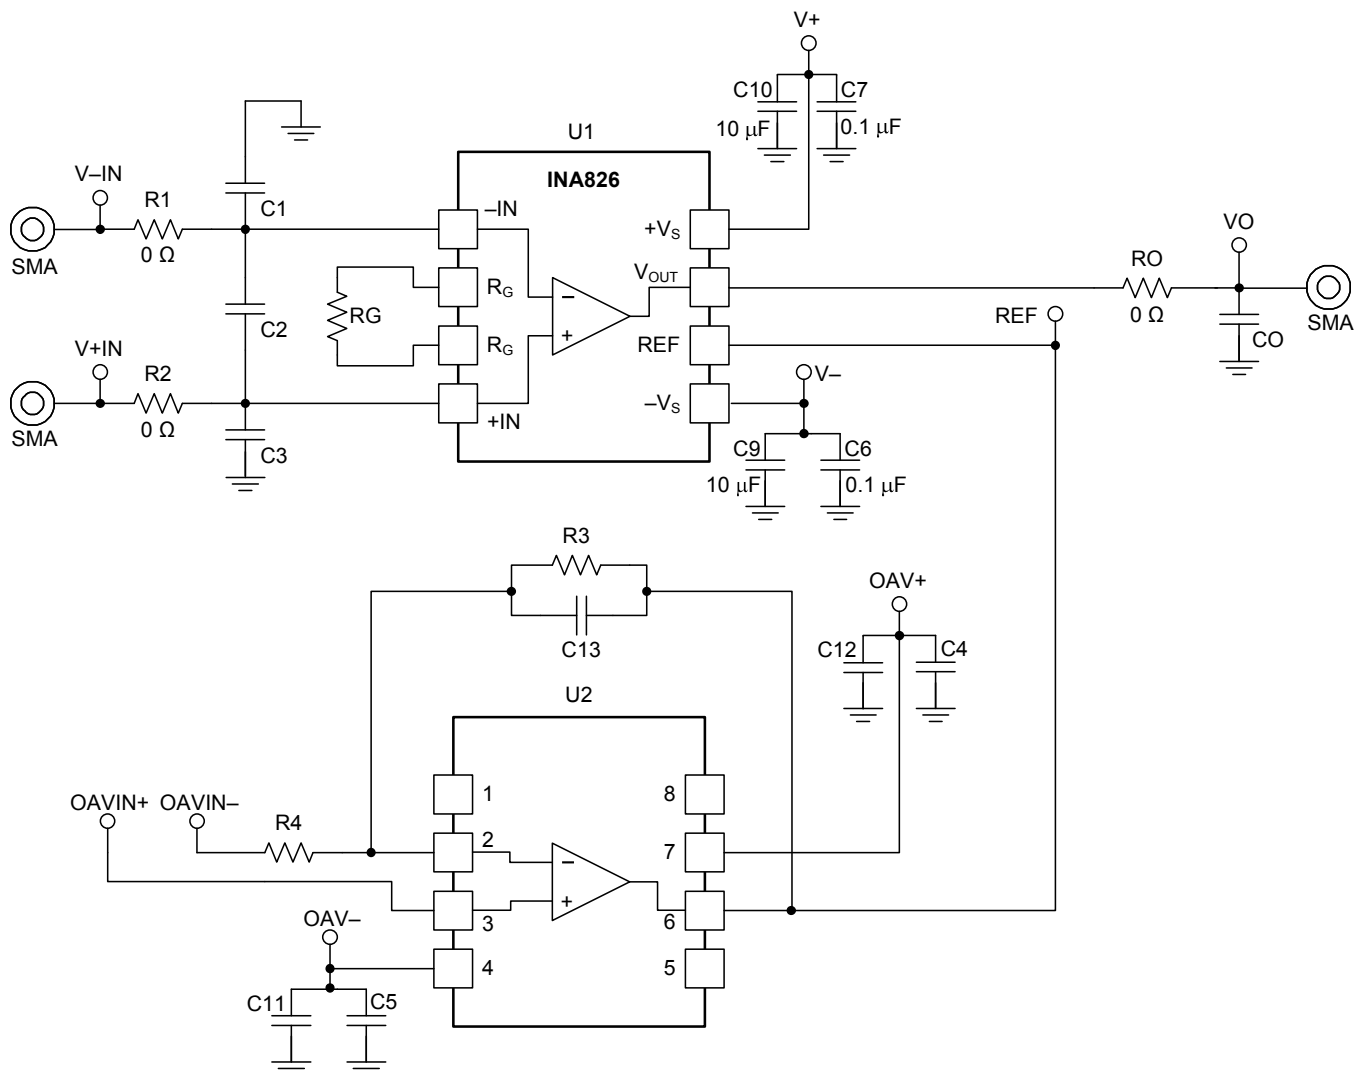 V+
C10
C7
10 μF
0.1 μF
U1
INA826
V–IN
R1
C1
0 Ω
SMA
–IN
+VS
VOUT
RG
RG
RG
C2
REF
V+IN
R2
0 Ω
SMA
+IN
–VS
V–
C3
C9
C6
10 μF
0.1 μF
REF
RO
0 Ω
VO
CO
SMA
R3
C13
OAV+
C12
C4
U2
OAVIN+
OAVIN–
R4
1
2
3
4
8
7
6
5
OAV–
C11
C5